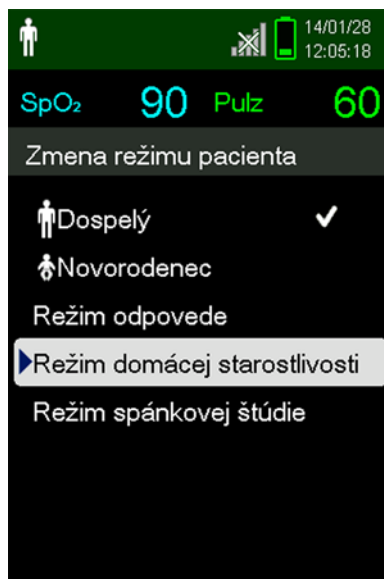 14/01/28
12:05:18
SpO₂ 90 Pulz 60
Zmena režimu pacienta
Dospelý
Novorodenec
Režim odpovede
Režim domácej starostlivosti
Režim spánkovej štúdie